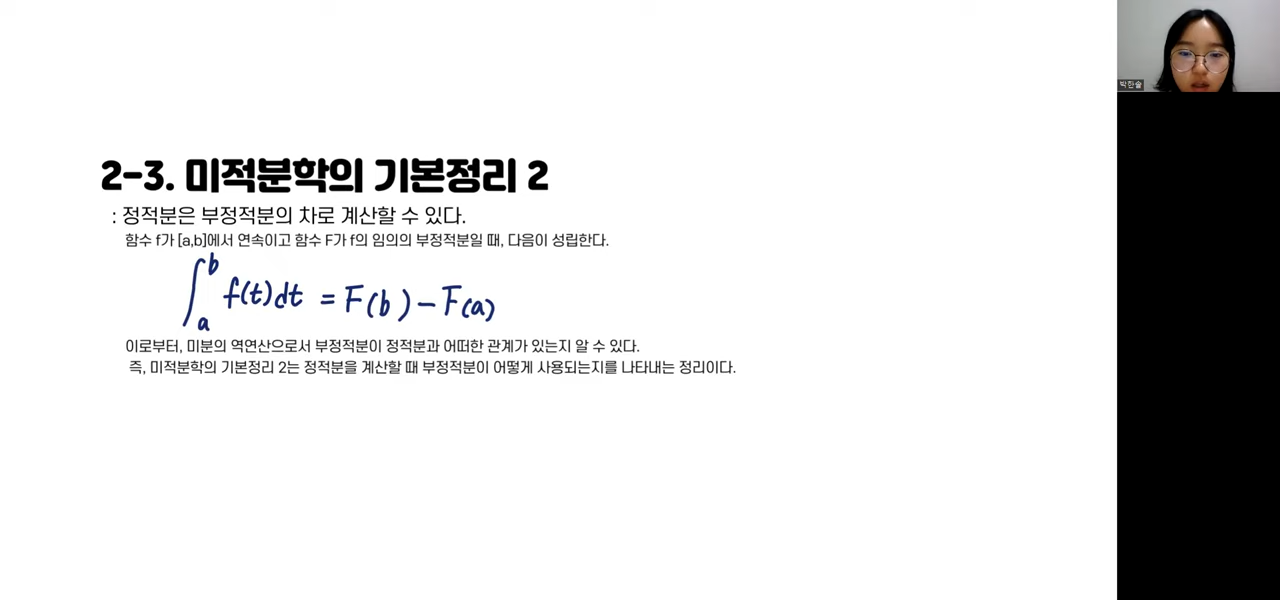 2-3. 미적분학의 기본정리 2
: 정적분은 부정적분의 차로 계산할 수 있다.
함수 f가 [a,b]에서 연속이고 함수 F가 f의 임의의 부정적분일 때, 다음이 성립한다.
∫_a^b f(t)dt = F(b) - F(a)
이로부터, 미분의 역연산으로서 부정적분이 정적분과 어떠한 관계가 있는지 알 수 있다.
즉, 미적분학의 기본정리 2는 정적분을 계산할 때 부정적분이 어떻게 사용되는지를 나타내는 정리이다.
박한솔